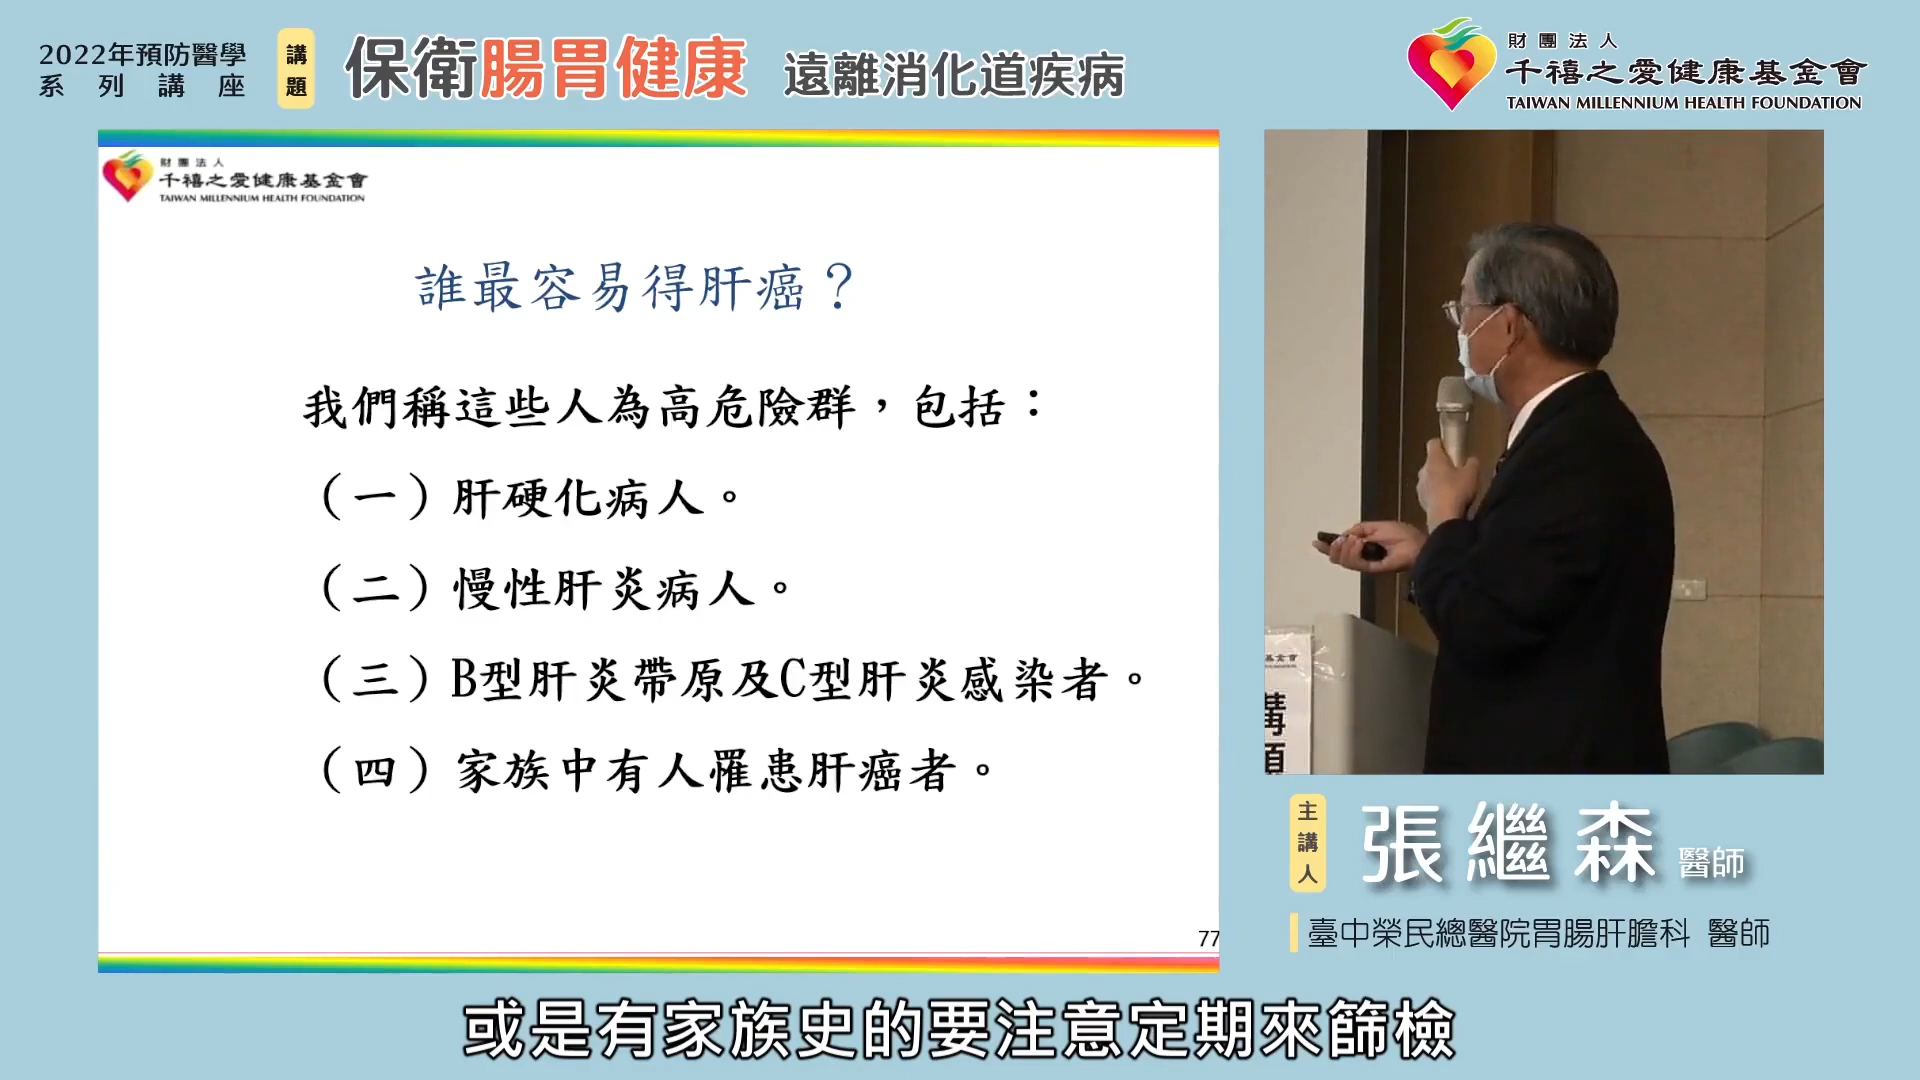 2022年預防醫學
系列講座
講題
保衛腸胃健康 遠離消化道疾病
財團法人
千禧之愛健康基金會
TAIWAN MILLENNIUM HEALTH FOUNDATION
財團法人
千禧之愛健康基金會
TAIWAN MILLENNIUM HEALTH FOUNDATION
誰最容易得肝癌？
我們稱這些人為高危險群，包括：
（一）肝硬化病人。
（二）慢性肝炎病人。
（三）B型肝炎帶原及C型肝炎感染者。
（四）家族中有人罹患肝癌者。
77
基金會
講
主講人
張繼森 醫師
臺中榮民總醫院胃腸肝膽科 醫師
或是有家族史的要注意定期來篩檢